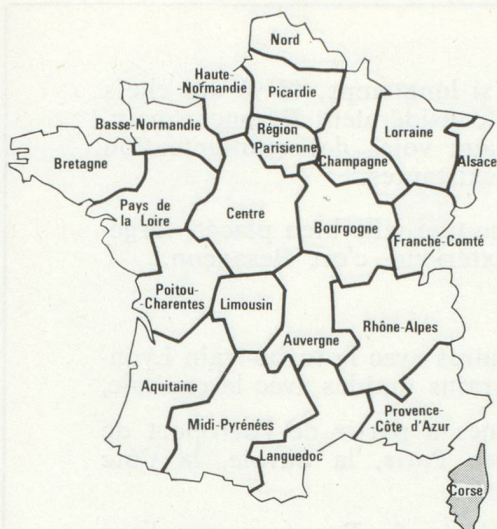 Nord
Haute-
Normandie
Picardie
Basse-Normandie
Région
Parisienne
Lorraine
Champagne
Alsace
Bretagne
Pays de
la Loire
Centre
Bourgogne
Franche-Comté
Poitou-
Charentes
Limousin
Auvergne
Rhône-Alpes
Aquitaine
Midi-Pyrénées
Provence-
Côte d'Azur
Languedoc
Corse